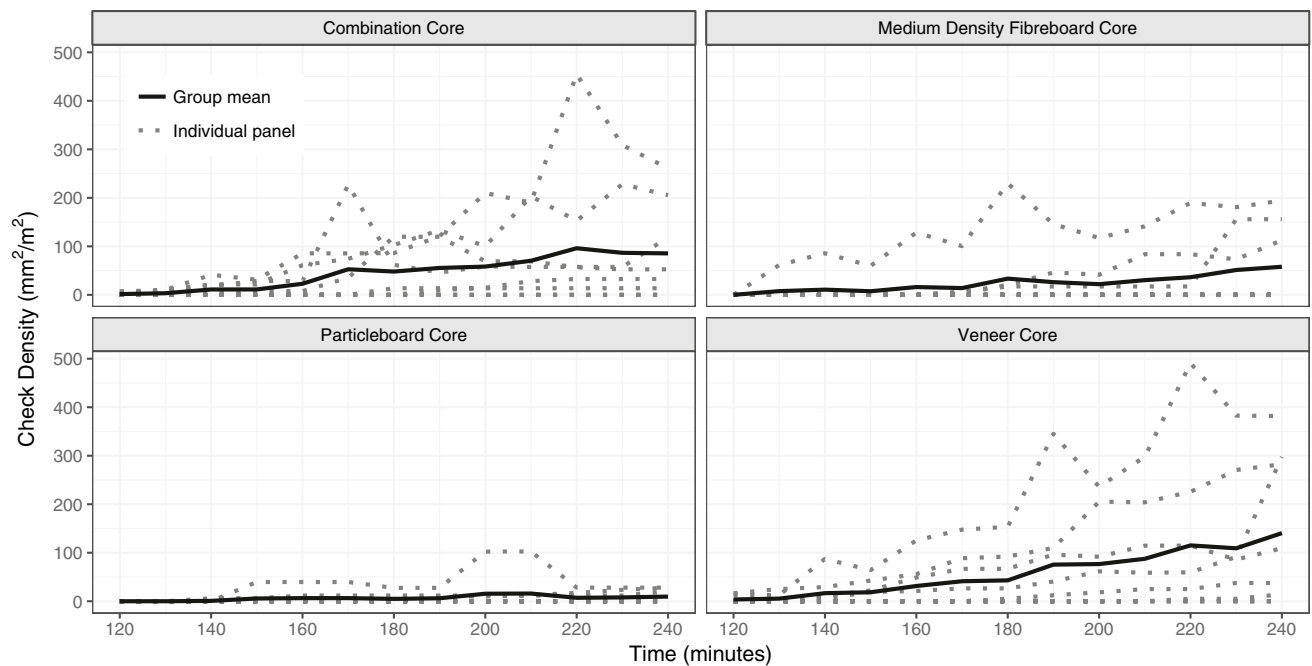 Combination Core
Medium Density Fibreboard Core
500
400
300
200
100
0
Group mean
Individual panel
Particleboard Core
Veneer Core
500
400
300
200
100
0
120 140 160 180 200 220 240
120 140 160 180 200 220 240
Check Density (mm²/m²)
Time (minutes)